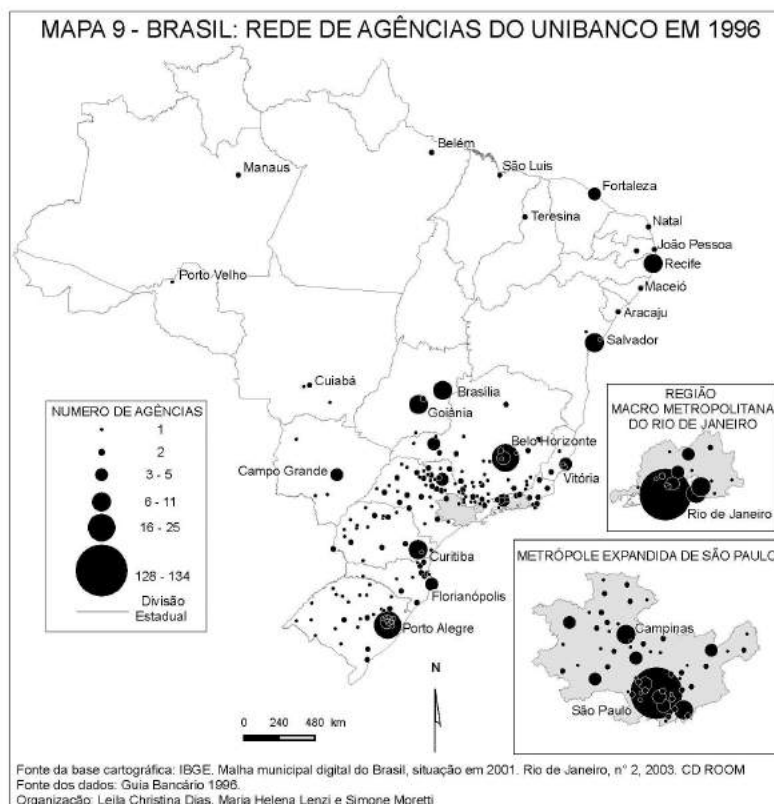 MAPA 9 - BRASIL: REDE DE AGÊNCIAS DO UNIBANCO EM 1996
Belém
Manaus
São Luis
Fortaleza
Teresina
Natal
João Pessoa
Recife
Porto Velho
Maceió
Aracaju
Salvador
Cuiabá
Brasília
Goiânia
Belo Horizonte
Campo Grande
Vitória
Curitiba
Florianópolis
Porto Alegre
NUMERO DE AGÊNCIAS
1
2
3 - 5
6 - 11
16 - 25
128 - 134
Divisão
Estadual
REGIÃO
MACRO METROPOLITANA
DO RIO DE JANEIRO
Rio de Janeiro
METRÓPOLE EXPANDIDA DE SÃO PAULO
Campinas
São Paulo
N
0 240 480 km
Fonte da base cartográfica: IBGE. Malha municipal digital do Brasil, situação em 2001. Rio de Janeiro, n° 2, 2003. CD ROOM
Fonte dos dados: Guia Bancário 1996.
Organização: Leila Christina Dias, Maria Helena Lenzi e Simone Moretti